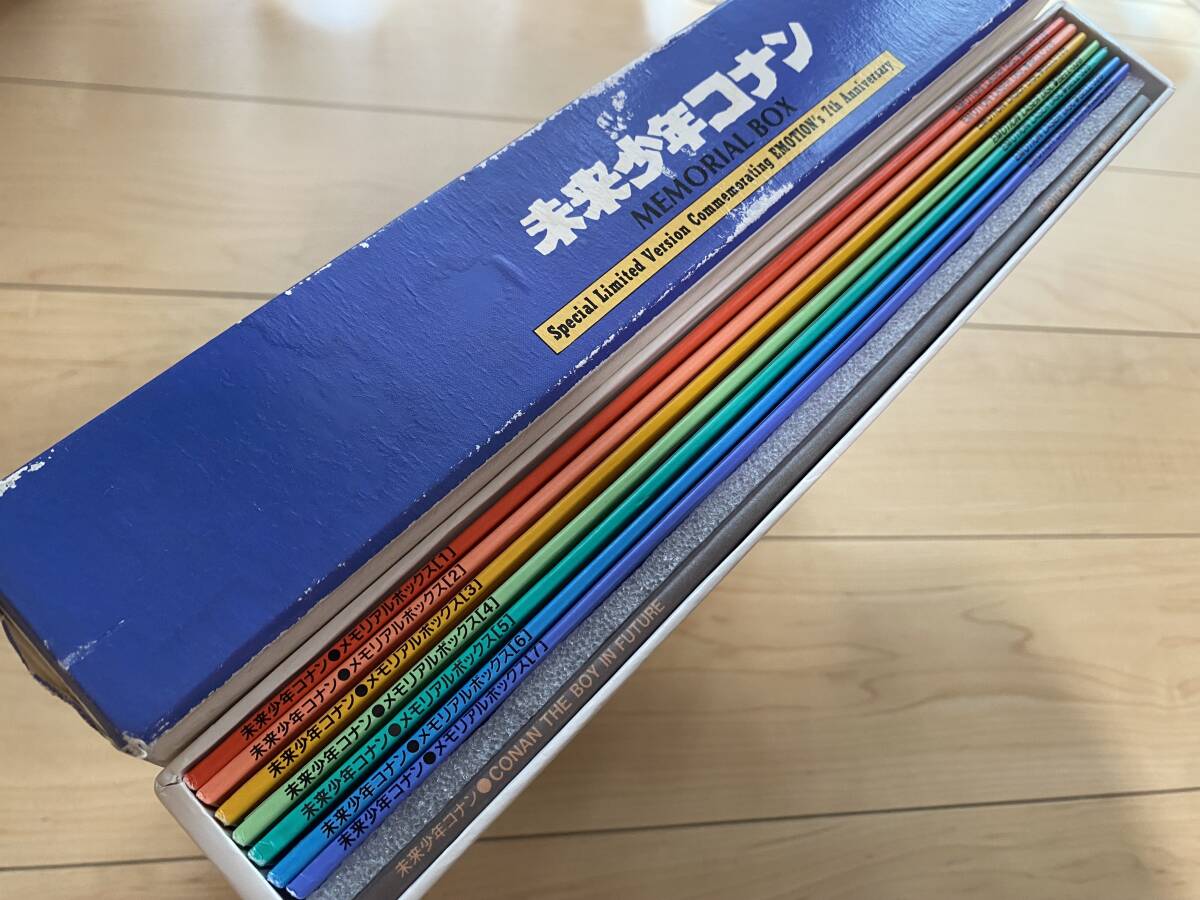 未来少年コナン
MEMORIAL BOX
Special Limited Version Commemorating EMOTION's 7th Anniversary
未来少年コナン●メモリアルボックス[1]
未来少年コナン●メモリアルボックス[2]
未来少年コナン●メモリアルボックス[3]
未来少年コナン●メモリアルボックス[4]
未来少年コナン●メモリアルボックス[5]
未来少年コナン●メモリアルボックス[6]
未来少年コナン●メモリアルボックス[7]
未来少年コナン●CONAN THE BOY IN FUTURE